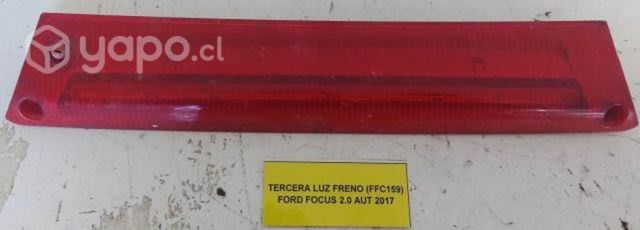 yapo.cl
TERCERA LUZ FRENO (FFC159)
FORD FOCUS 2.0 AUT 2017